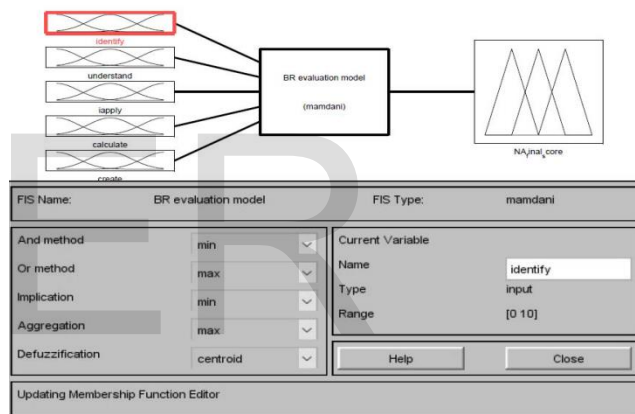 identify
understand
iapply
calculate
create
BR evaluation model
(mamdani)
NAfinalscore
FIS Name: BR evaluation model FIS Type: mamdani
And method min
Or method max
Implication min
Aggregation max
Defuzzification centroid
Current Variable
Name identify
Type input
Range [0 10]
Help Close
Updating Membership Function Editor
ER